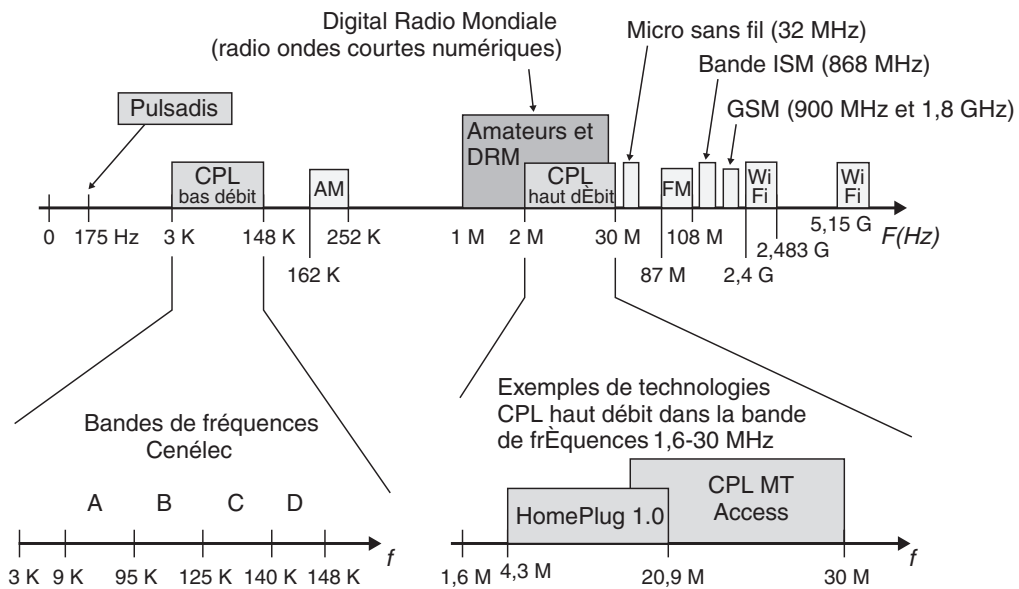 Digital Radio Mondiale
(radio ondes courtes numériques)
Micro sans fil (32 MHz)
Bande ISM (868 MHz)
GSM (900 MHz et 1,8 GHz)
Pulsadis
Amateurs et
DRM
CPL
bas débit
AM
CPL
haut dÈbit
FM
Wi
Fi
Wi
Fi
0
175 Hz
3 K
148 K
252 K
1 M
2 M
30 M
108 M
5,15 G
F(Hz)
2,483 G
162 K
87 M
2,4 G
Bandes de fréquences
Cenélec
A
B
C
D
f
3 K
9 K
95 K
125 K
140 K
148 K
Exemples de technologies
CPL haut débit dans la bande
de frÈquences 1,6-30 MHz
CPL MT
Access
HomePlug 1.0
f
1,6 M
4,3 M
20,9 M
30 M